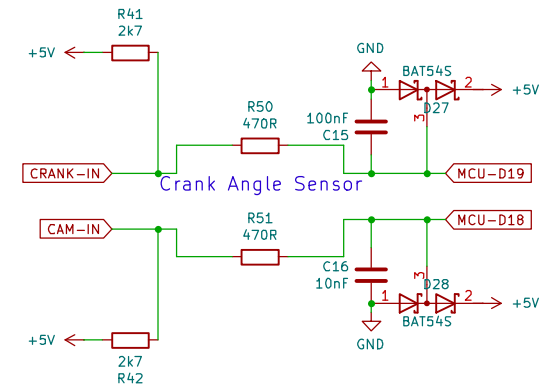 R41
2k7
+5V
GND
BAT54S
1
2
+5V
D27
3
R50
470R
100nF
C15
CRANK-IN
MCU-D19
Crank Angle Sensor
CAM-IN
MCU-D18
R51
470R
C16
10nF
3
D28
1
2
+5V
BAT54S
GND
+5V
2k7
R42